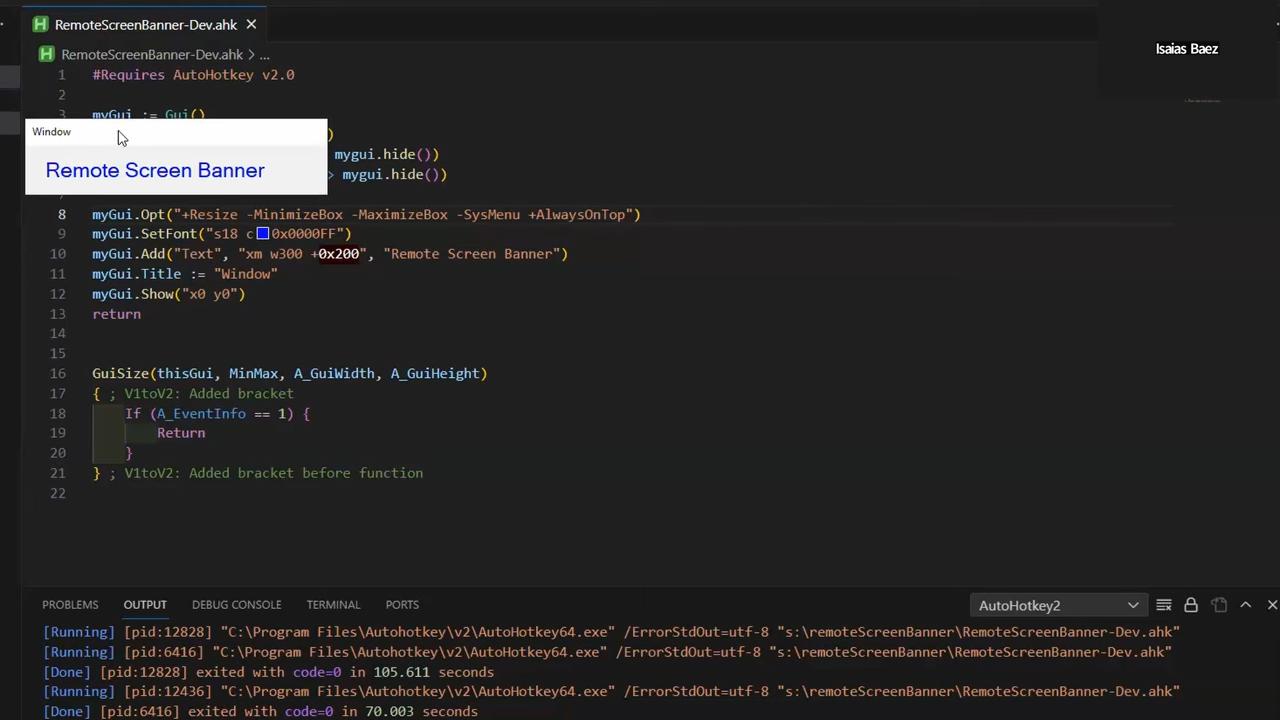 RemoteScreenBanner-Dev.ahk
Isaias Baez
RemoteScreenBanner-Dev.ahk > ...
1 #Requires AutoHotkey v2.0
2
3 myGui := Gui()
Window
)
Remote Screen Banner
mygui.hide())
> mygui.hide())
8 myGui.Opt("+Resize -MinimizeBox -MaximizeBox -SysMenu +AlwaysOnTop")
9 myGui.SetFont("s18 c0x0000FF")
10 myGui.Add("Text", "xm w300 +0x200", "Remote Screen Banner")
11 myGui.Title := "Window"
12 myGui.Show("x0 y0")
13 return
14
15
16 GuiSize(thisGui, MinMax, A_GuiWidth, A_GuiHeight)
17 { ; V1toV2: Added bracket
18 If (A_EventInfo == 1) {
19 Return
20 }
21 } ; V1toV2: Added bracket before function
22
PROBLEMS OUTPUT DEBUG CONSOLE TERMINAL PORTS AutoHotkey2
[Running] [pid:12828] "C:\Program Files\Autohotkey\v2\AutoHotkey64.exe" /ErrorStdOut=utf-8 "s:\remoteScreenBanner\RemoteScreenBanner-Dev.ahk"
[Running] [pid:6416] "C:\Program Files\Autohotkey\v2\AutoHotkey64.exe" /ErrorStdOut=utf-8 "s:\remoteScreenBanner\RemoteScreenBanner-Dev.ahk"
[Done] [pid:12828] exited with code=0 in 105.611 seconds
[Running] [pid:12436] "C:\Program Files\Autohotkey\v2\AutoHotkey64.exe" /ErrorStdOut=utf-8 "s:\remoteScreenBanner\RemoteScreenBanner-Dev.ahk"
[Done] [pid:6416] exited with code=0 in 70.003 seconds